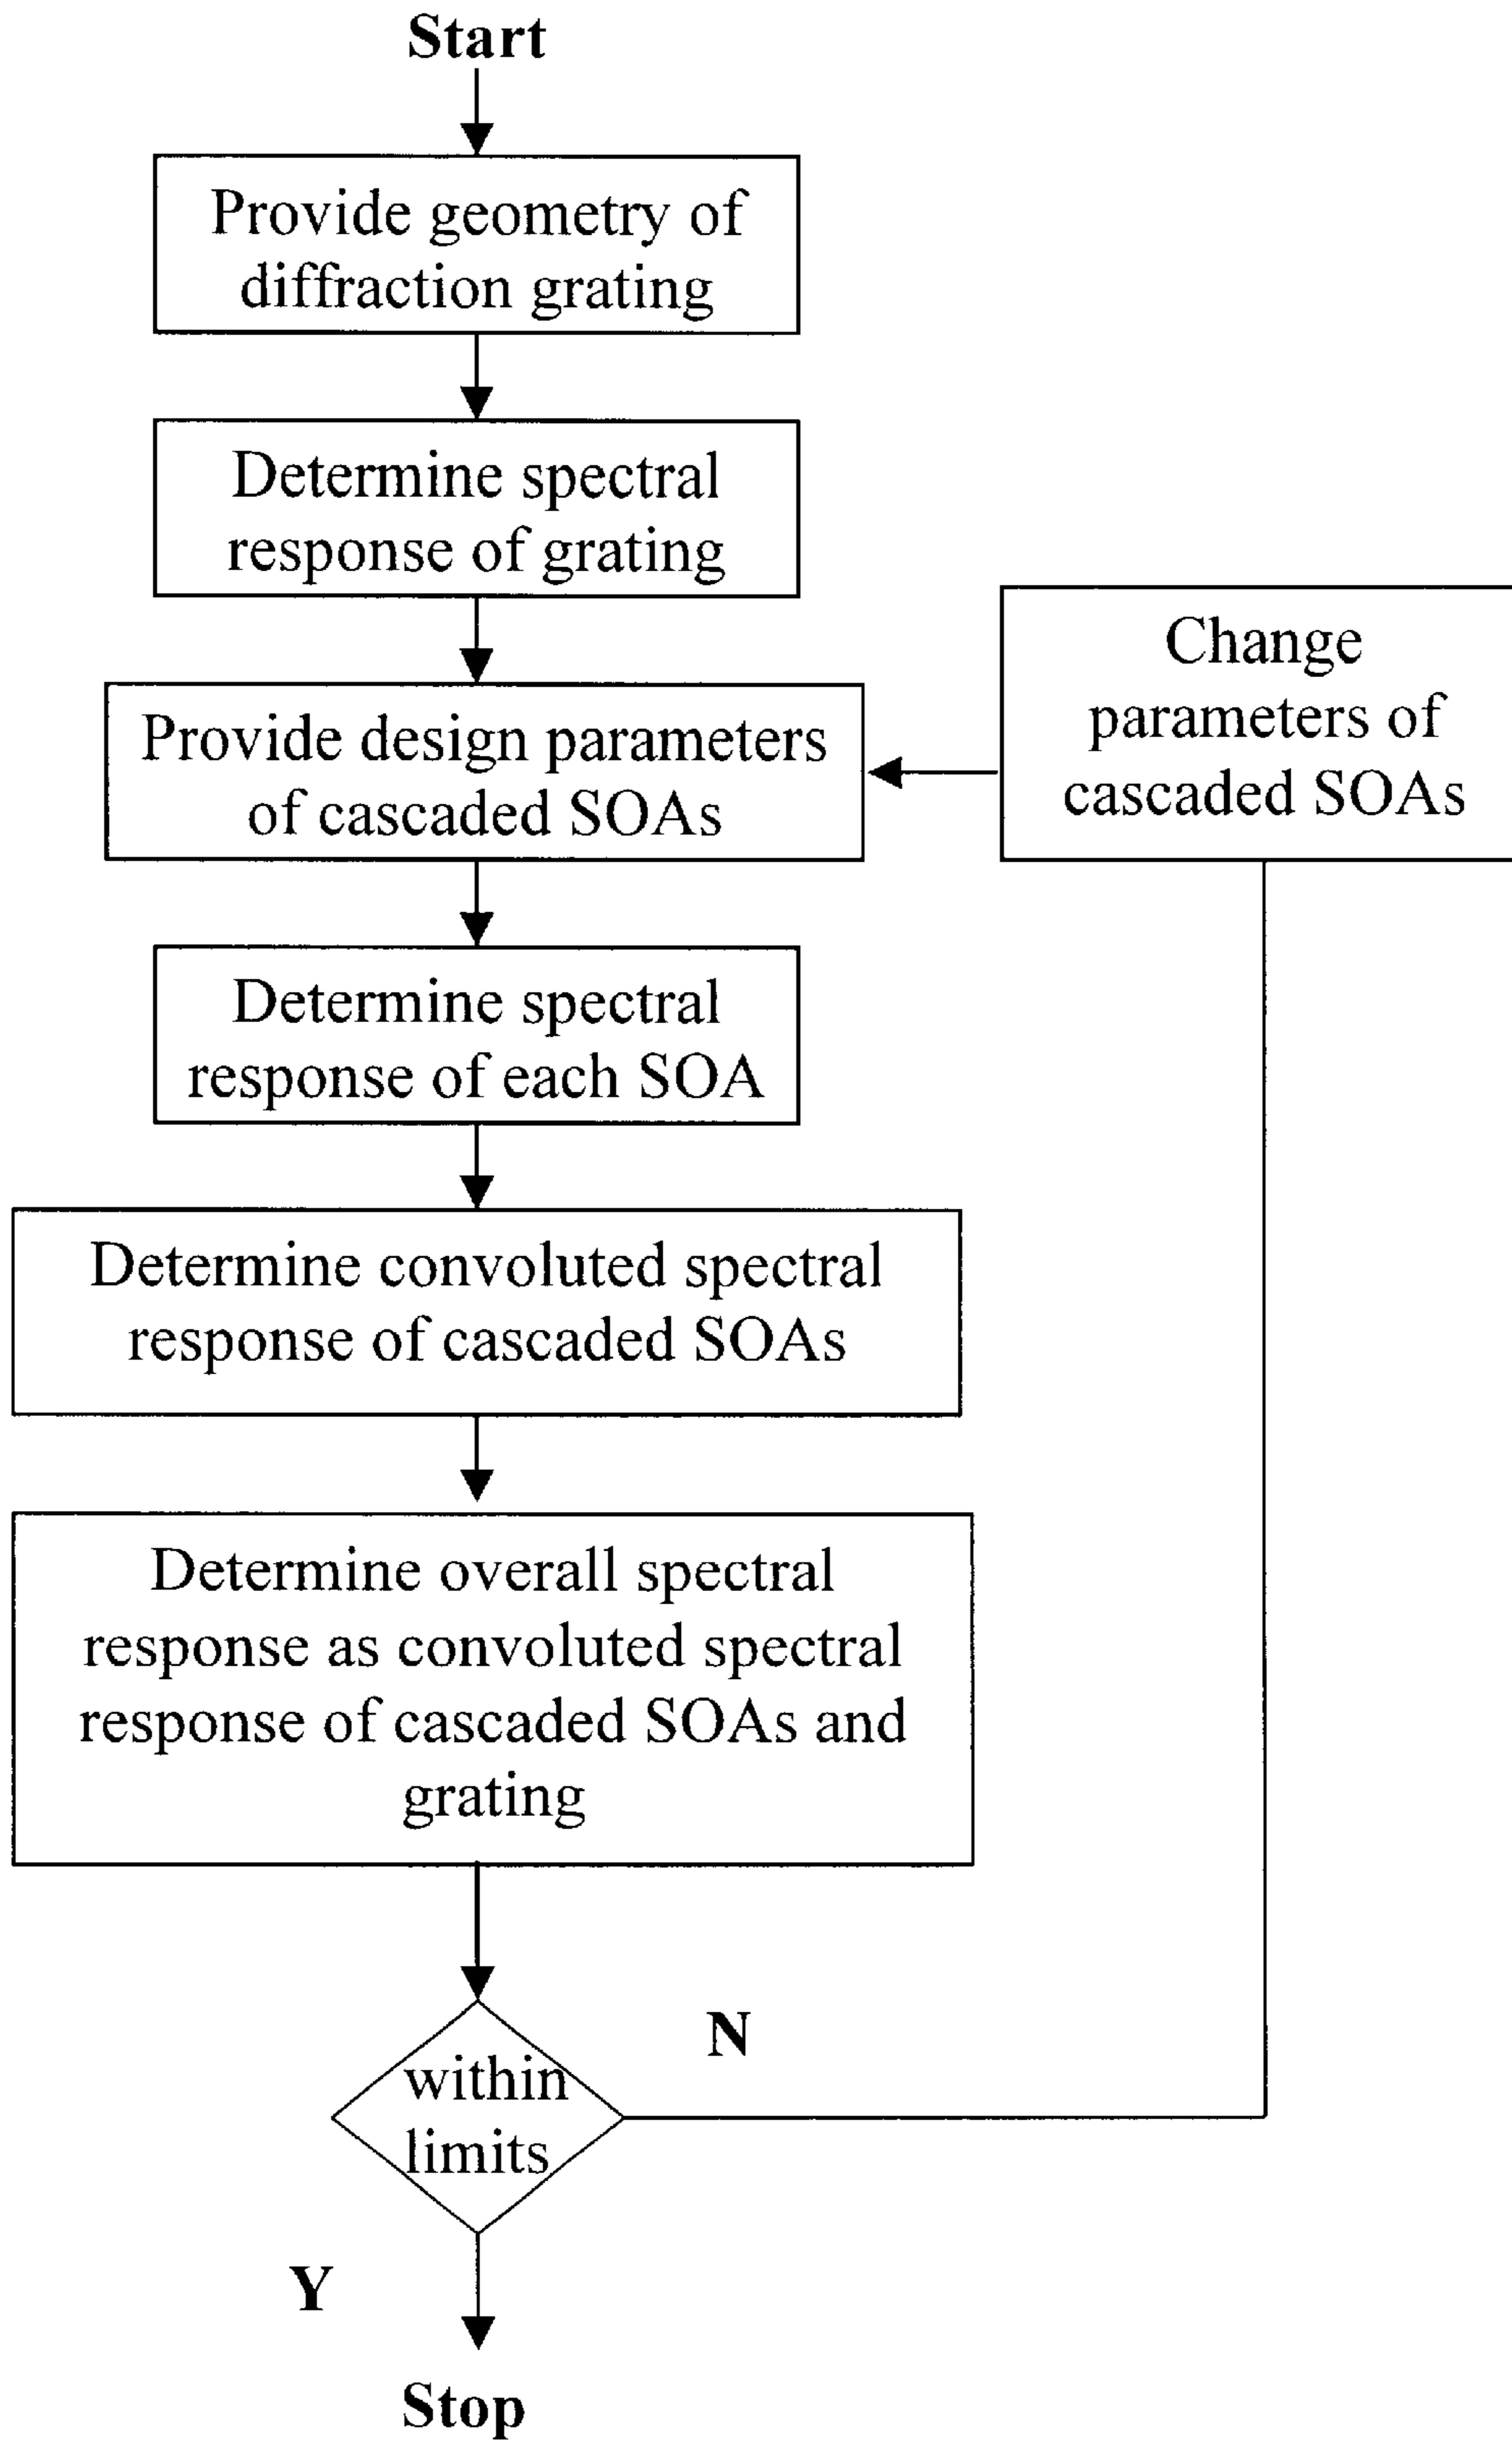 Start
Provide geometry of
diffraction grating
Determine spectral
response of grating
Change
parameters of
cascaded SOAs
Provide design parameters
of cascaded SOAs
Determine spectral
response of each SOA
Determine convoluted spectral
response of cascaded SOAs
Determine overall spectral
response as convoluted spectral
response of cascaded SOAs and
grating
N
within
limits
Y
Stop